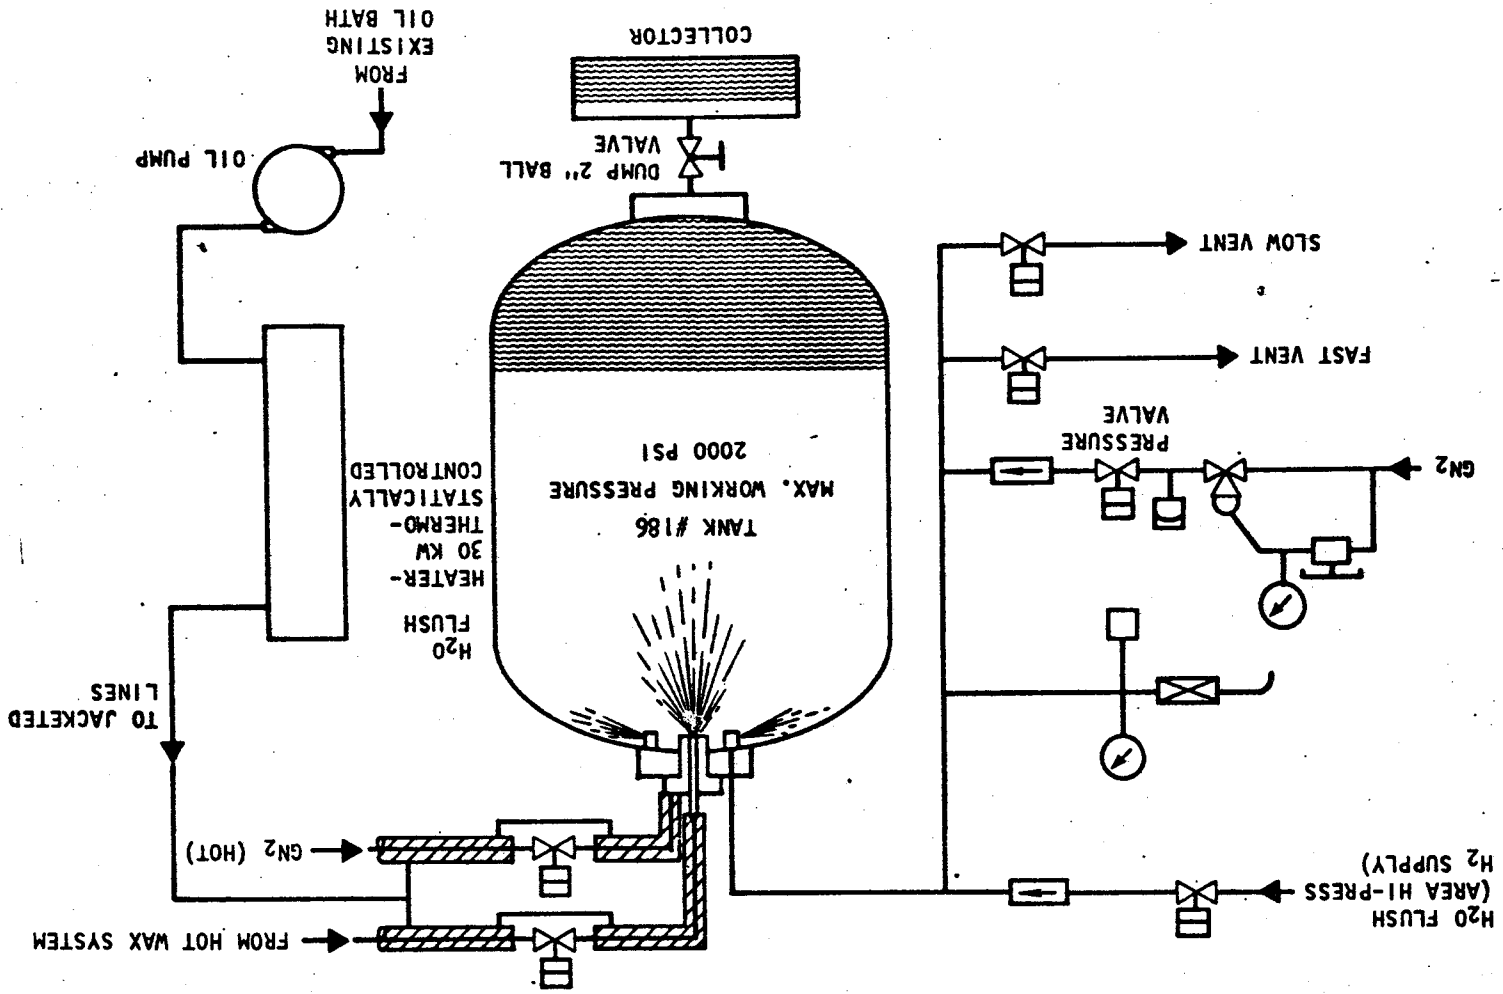 FROM HOT WAX SYSTEM
H2O FLUSH
(AREA HI-PRESS
H2 SUPPLY)
GN2 (HOT)
TO JACKETED
LINES
H2O
FLUSH
HEATER-
30 KW
THERMO-
STATICALLY
CONTROLLED
TANK #186
MAX. WORKING PRESSURE
2000 PSI
GN2
PRESSURE
VALVE
FAST VENT
SLOW VENT
DUMP 2" BALL
VALVE
OIL PUMP
COLLECTOR
FROM
EXISTING
OIL BATH